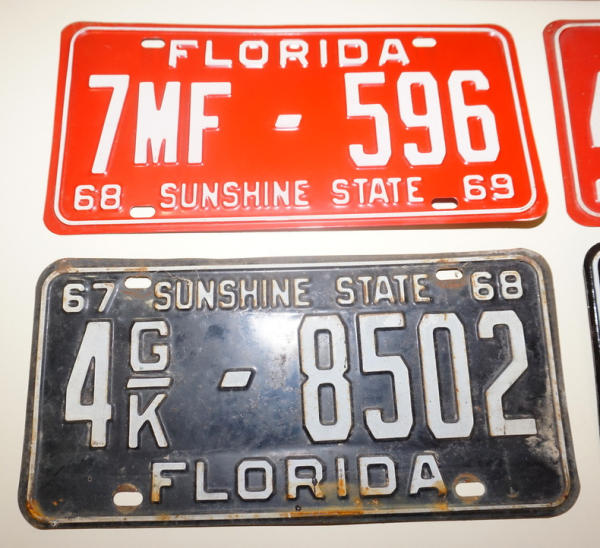 FLORIDA
7MF - 596
68 SUNSHINE STATE 69
67 SUNSHINE STATE 68
4 G/K - 8502
FLORIDA